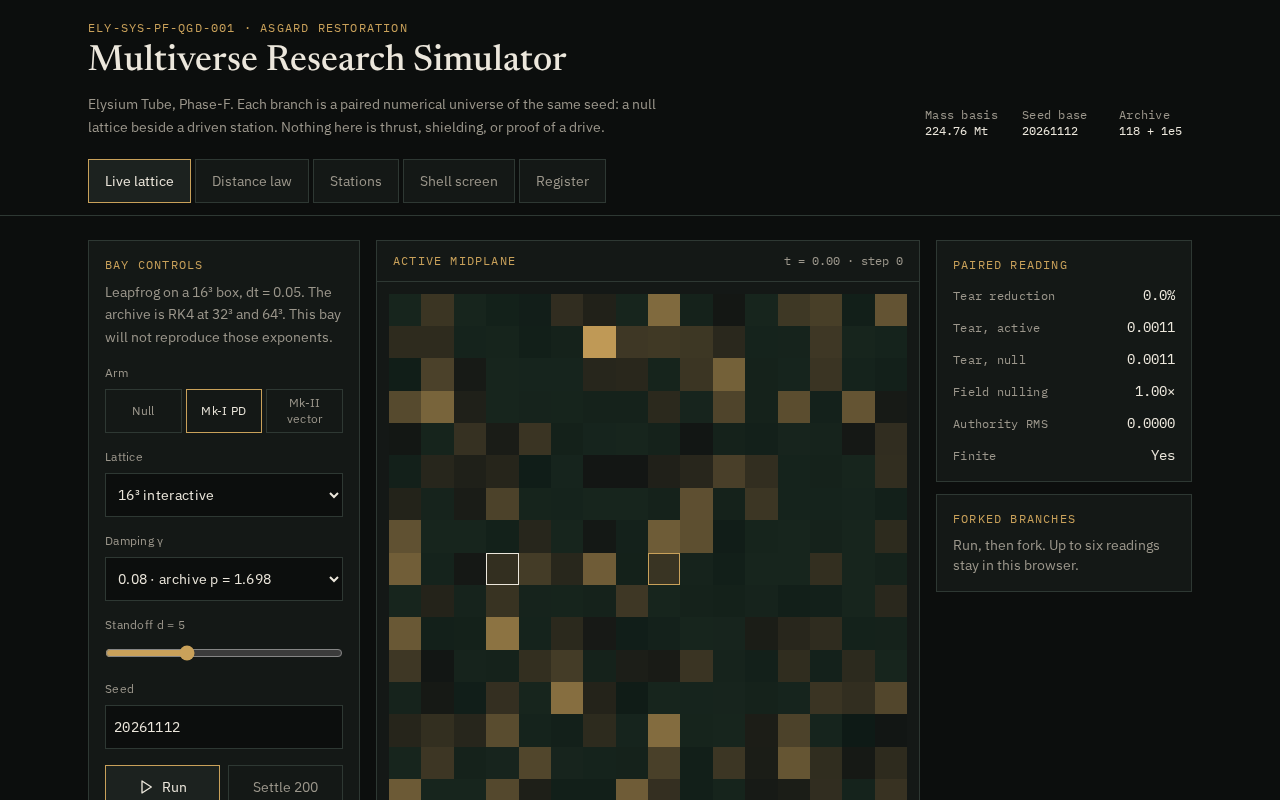 ELY-SYS-PF-QGD-001 · ASGARD RESTORATION
Multiverse Research Simulator
Elysium Tube, Phase-F. Each branch is a paired numerical universe of the same seed: a null
lattice beside a driven station. Nothing here is thrust, shielding, or proof of a drive.
Mass basis
224.76 Mt
Seed base
20261112
Archive
118 + 1e5
Live lattice
Distance law
Stations
Shell screen
Register
BAY CONTROLS
Leapfrog on a 16³ box, dt = 0.05. The
archive is RK4 at 32³ and 64³. This bay
will not reproduce those exponents.
Arm
Null
Mk-I PD
Mk-II
vector
Lattice
16³ interactive
Damping γ
0.08 · archive p = 1.698
Standoff d = 5
Seed
20261112
Run
Settle 200
ACTIVE MIDPLANE
t = 0.00 · step 0
PAIRED READING
Tear reduction 0.0%
Tear, active 0.0011
Tear, null 0.0011
Field nulling 1.00×
Authority RMS 0.0000
Finite Yes
FORKED BRANCHES
Run, then fork. Up to six readings
stay in this browser.